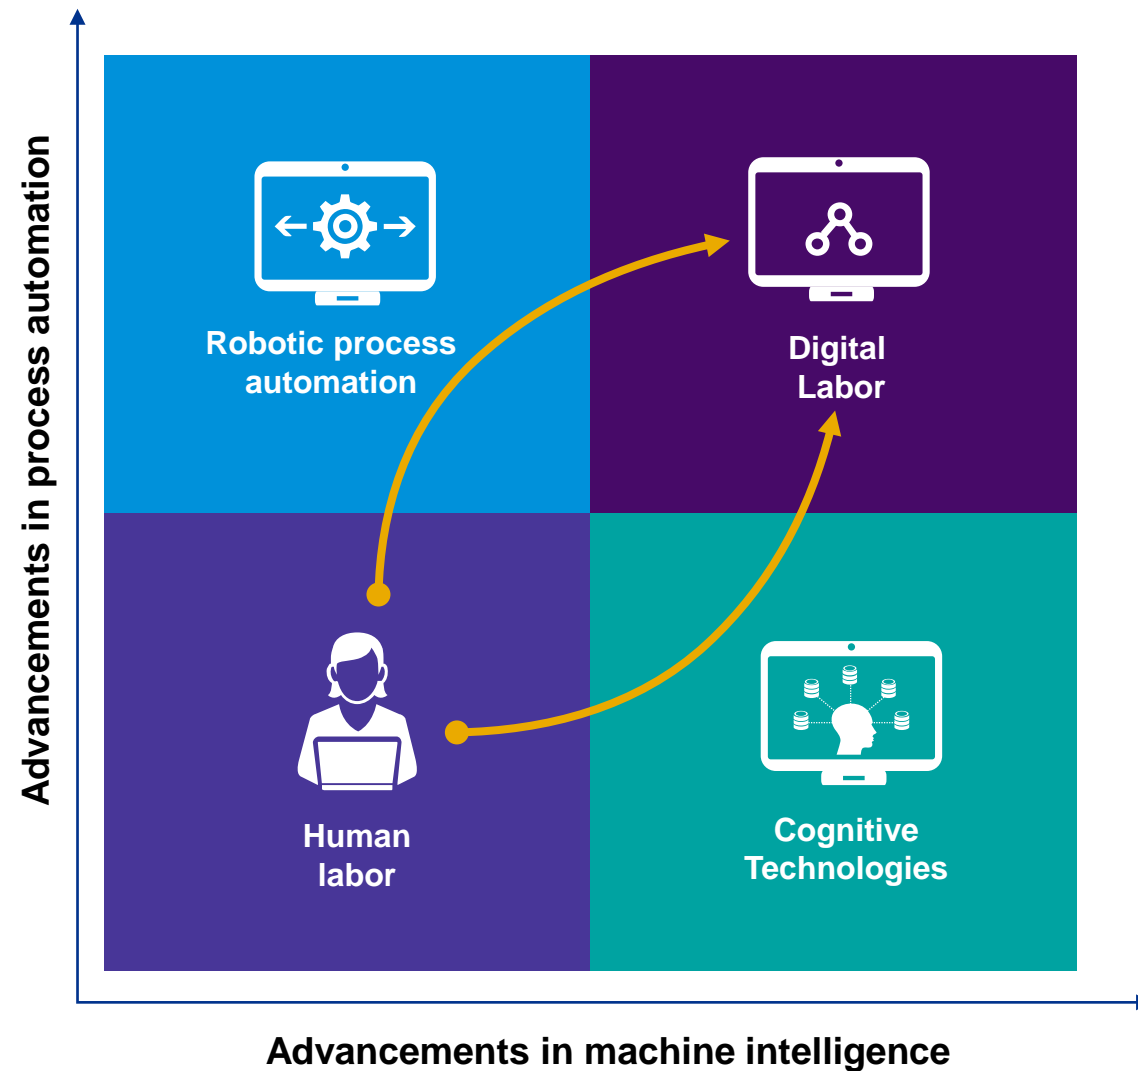 Advancements in process automation
Robotic process
automation
Digital
Labor
Human
labor
Cognitive
Technologies
Advancements in machine intelligence